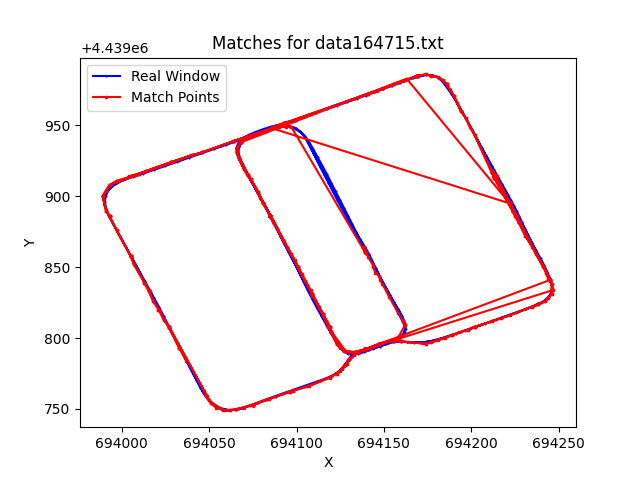 Matches for data164715.txt
+4.439e6
Real Window
Match Points
950
900
850
800
750
Y
694000
694050
694100
694150
694200
694250
X